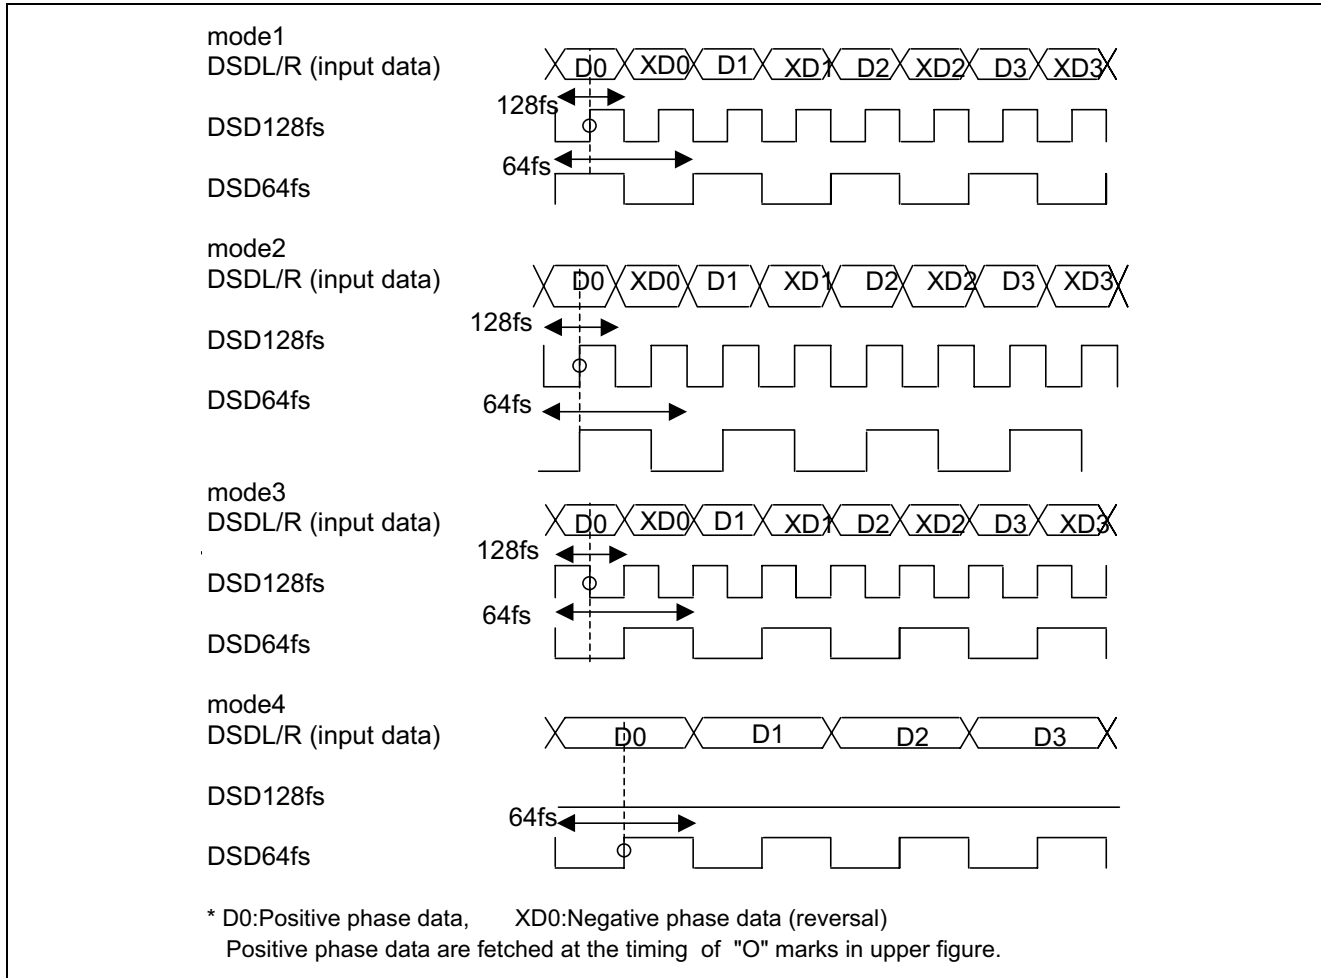 mode1
DSDL/R (input data) D0 XD0 D1 XD1 D2 XD2 D3 XD3
128fs
DSD128fs
64fs
DSD64fs
mode2
DSDL/R (input data) D0 XD0 D1 XD1 D2 XD2 D3 XD3
128fs
DSD128fs
DSD64fs
64fs
mode3
DSDL/R (input data) D0 XD0 D1 XD1 D2 XD2 D3 XD3
128fs
DSD128fs
64fs
DSD64fs
mode4
DSDL/R (input data) D0 D1 D2 D3
DSD128fs
64fs
DSD64fs
* D0:Positive phase data, XD0:Negative phase data (reversal)
Positive phase data are fetched at the timing of "O" marks in upper figure.